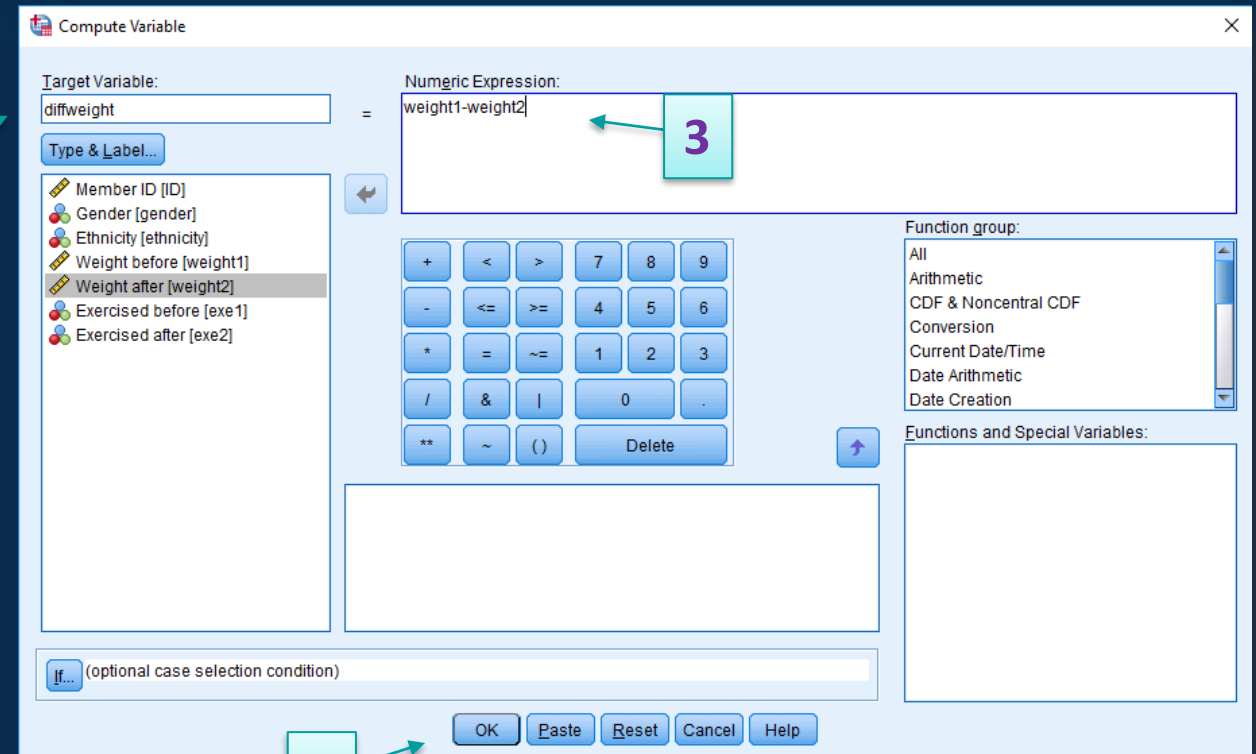 Compute Variable
Target Variable:
diffweight
=
Numeric Expression:
weight1-weight2
3
Type & Label...
Member ID [ID]
Gender [gender]
Ethnicity [ethnicity]
Weight before [weight1]
Weight after [weight2]
Exercised before [exe1]
Exercised after [exe2]
+ < > 7 8 9
- <= >= 4 5 6
* = ~= 1 2 3
/ & | 0 .
** ~ ( ) Delete
Function group:
All
Arithmetic
CDF & Noncentral CDF
Conversion
Current Date/Time
Date Arithmetic
Date Creation
Functions and Special Variables:
If... (optional case selection condition)
OK Paste Reset Cancel Help